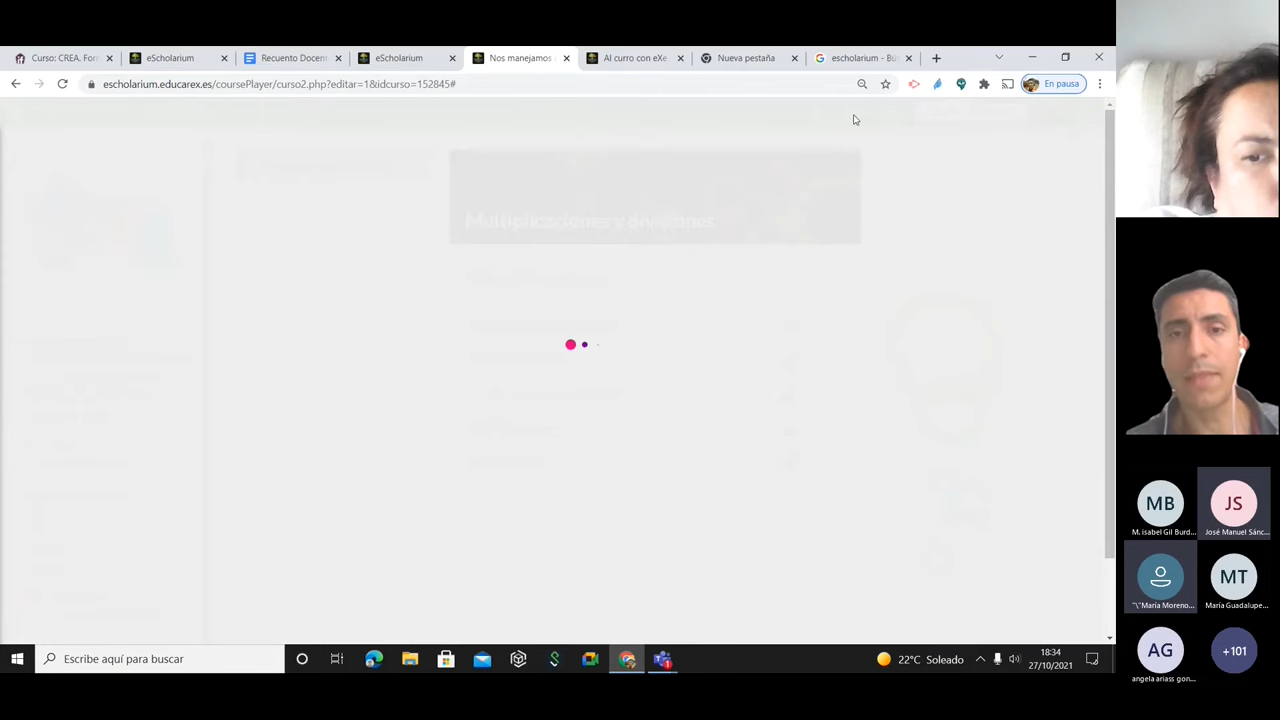 Curso: CREA. For
eScholarium
Recuento Docent
eScholarium
Nos manejamos
Al curro con eXe
Nueva pestaña
escholarium - Bú
escholarium.educarex.es/coursePlayer/curso2.php?editar=1&idcurso=152845#
En pausa
Multiplicaciones y divisiones
MB
M. isabel Gil Burd...
JS
José Manuel Sánc...
"\"María Moreno...
MT
María Guadalupe...
AG
angela ariass gon...
+101
Escribe aquí para buscar
22°C Soleado
18:34
27/10/2021